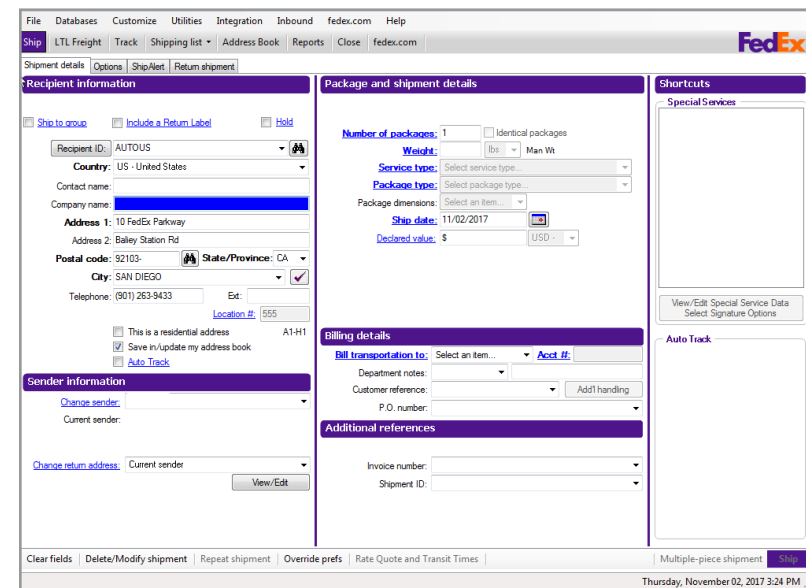 File Databases Customize Utilities Integration Inbound fedex.com Help
Ship LTL Freight Track Shipping list Address Book Reports Close fedex.com
FedEx
Shipment details Options ShipAlert Return shipment
Recipient information
Ship to group Include a Return Label Hold
Recipient ID: AUTOUS
Country: US - United States
Contact name:
Company name:
Address 1: 10 FedEx Parkway
Address 2: Bailey Station Rd
Postal code: 92103- State/Province: CA
City: SAN DIEGO
Telephone: (901) 263-9433 Ext:
Location #: 555
This is a residential address A1-H1
Save in/update my address book
Auto Track
Sender information
Change sender:
Current sender:
Change return address: Current sender
View/Edit
Package and shipment details
Number of packages: 1 Identical packages
Weight: lbs Man Wt
Service type: Select service type...
Package type: Select package type...
Package dimensions: Select an item...
Ship date: 11/02/2017
Declared value: $ USD -
Billing details
Bill transportation to: Select an item... Acct #:
Department notes:
Customer reference: Add'l handling
P.O. number:
Additional references
Invoice number:
Shipment ID:
Shortcuts
Special Services
View/Edit Special Service Data
Select Signature Options
Auto Track
Clear fields Delete/Modify shipment Repeat shipment Override prefs Rate Quote and Transit Times Multiple-piece shipment Ship
Thursday, November 02, 2017 3:24 PM